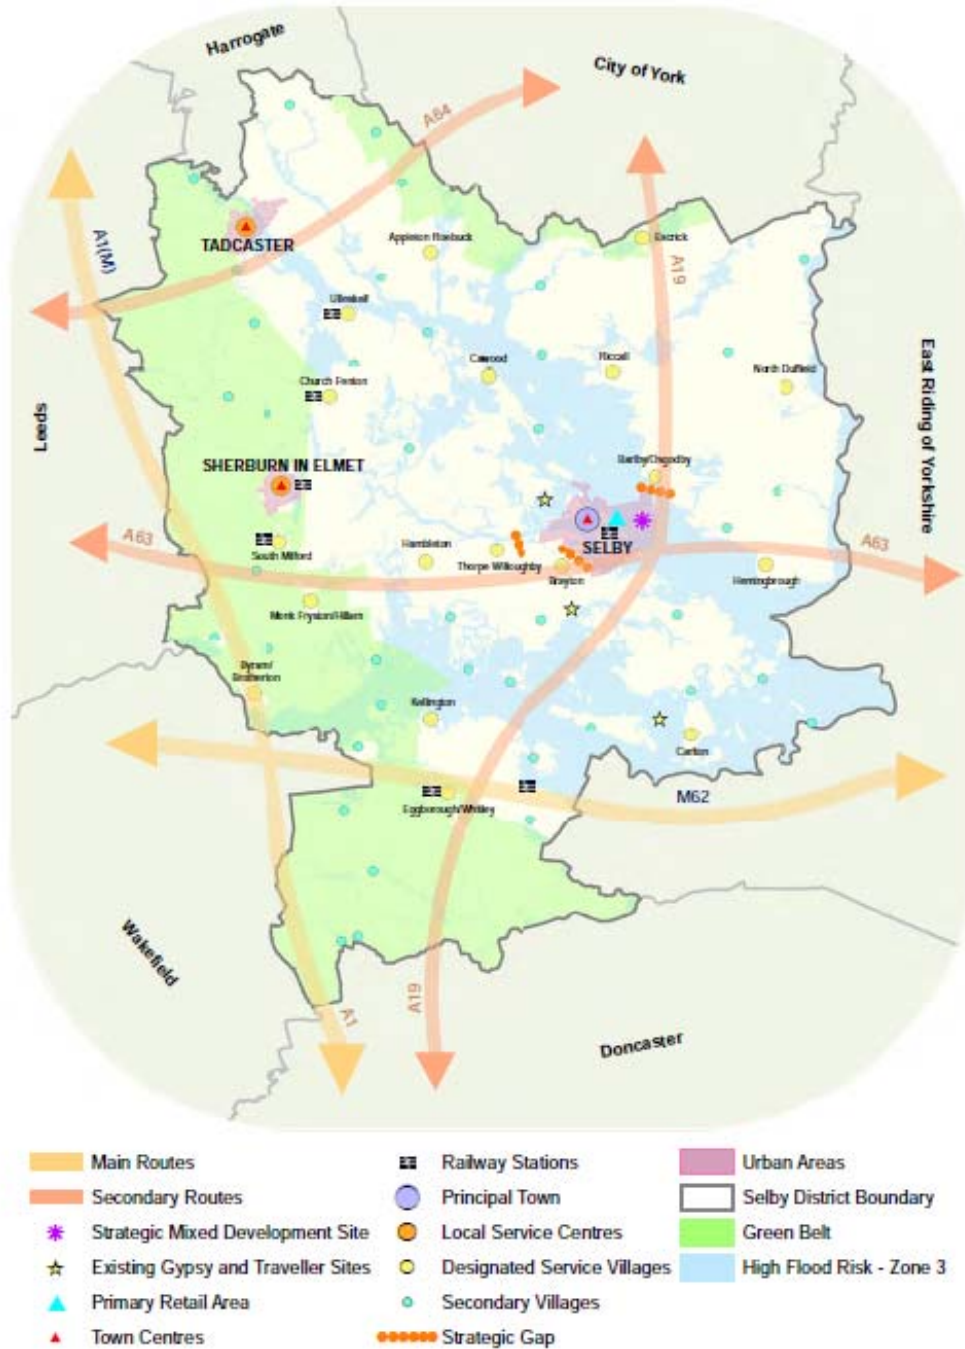 Harrogate
City of York
A64
A1(M)
TADCASTER
Appleton Roebuck
Escrick
A19
Ulleskelf
East Riding of Yorkshire
Leeds
Church Fenton
Cawood
Riccall
North Duffield
SHERBURN IN ELMET
Barlby/Osgodby
A63
South Milford
Hambleton
Thorpe Willoughby
SELBY
Brayton
A63
Hemingbrough
Monk Fryston/Hillam
Byram/
Brotherton
Kellington
Carlton
M62
Eggborough/Whitley
Wakefield
A1
A19
Doncaster
Main Routes
Secondary Routes
Strategic Mixed Development Site
Existing Gypsy and Traveller Sites
Primary Retail Area
Town Centres
Railway Stations
Principal Town
Local Service Centres
Designated Service Villages
Secondary Villages
Strategic Gap
Urban Areas
Selby District Boundary
Green Belt
High Flood Risk - Zone 3